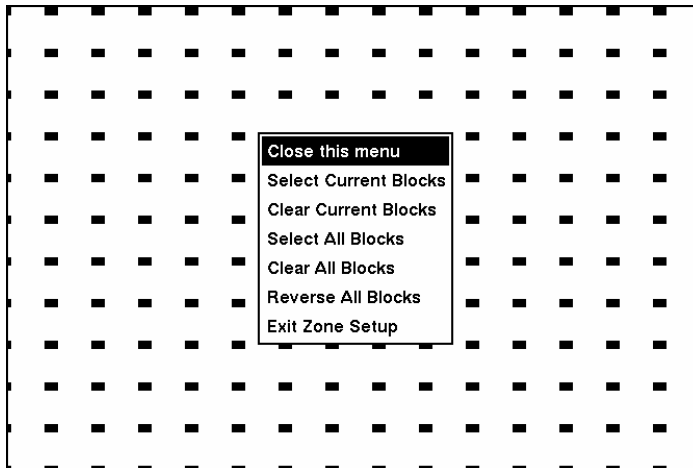 Close this menu
Select Current Blocks
Clear Current Blocks
Select All Blocks
Clear All Blocks
Reverse All Blocks
Exit Zone Setup